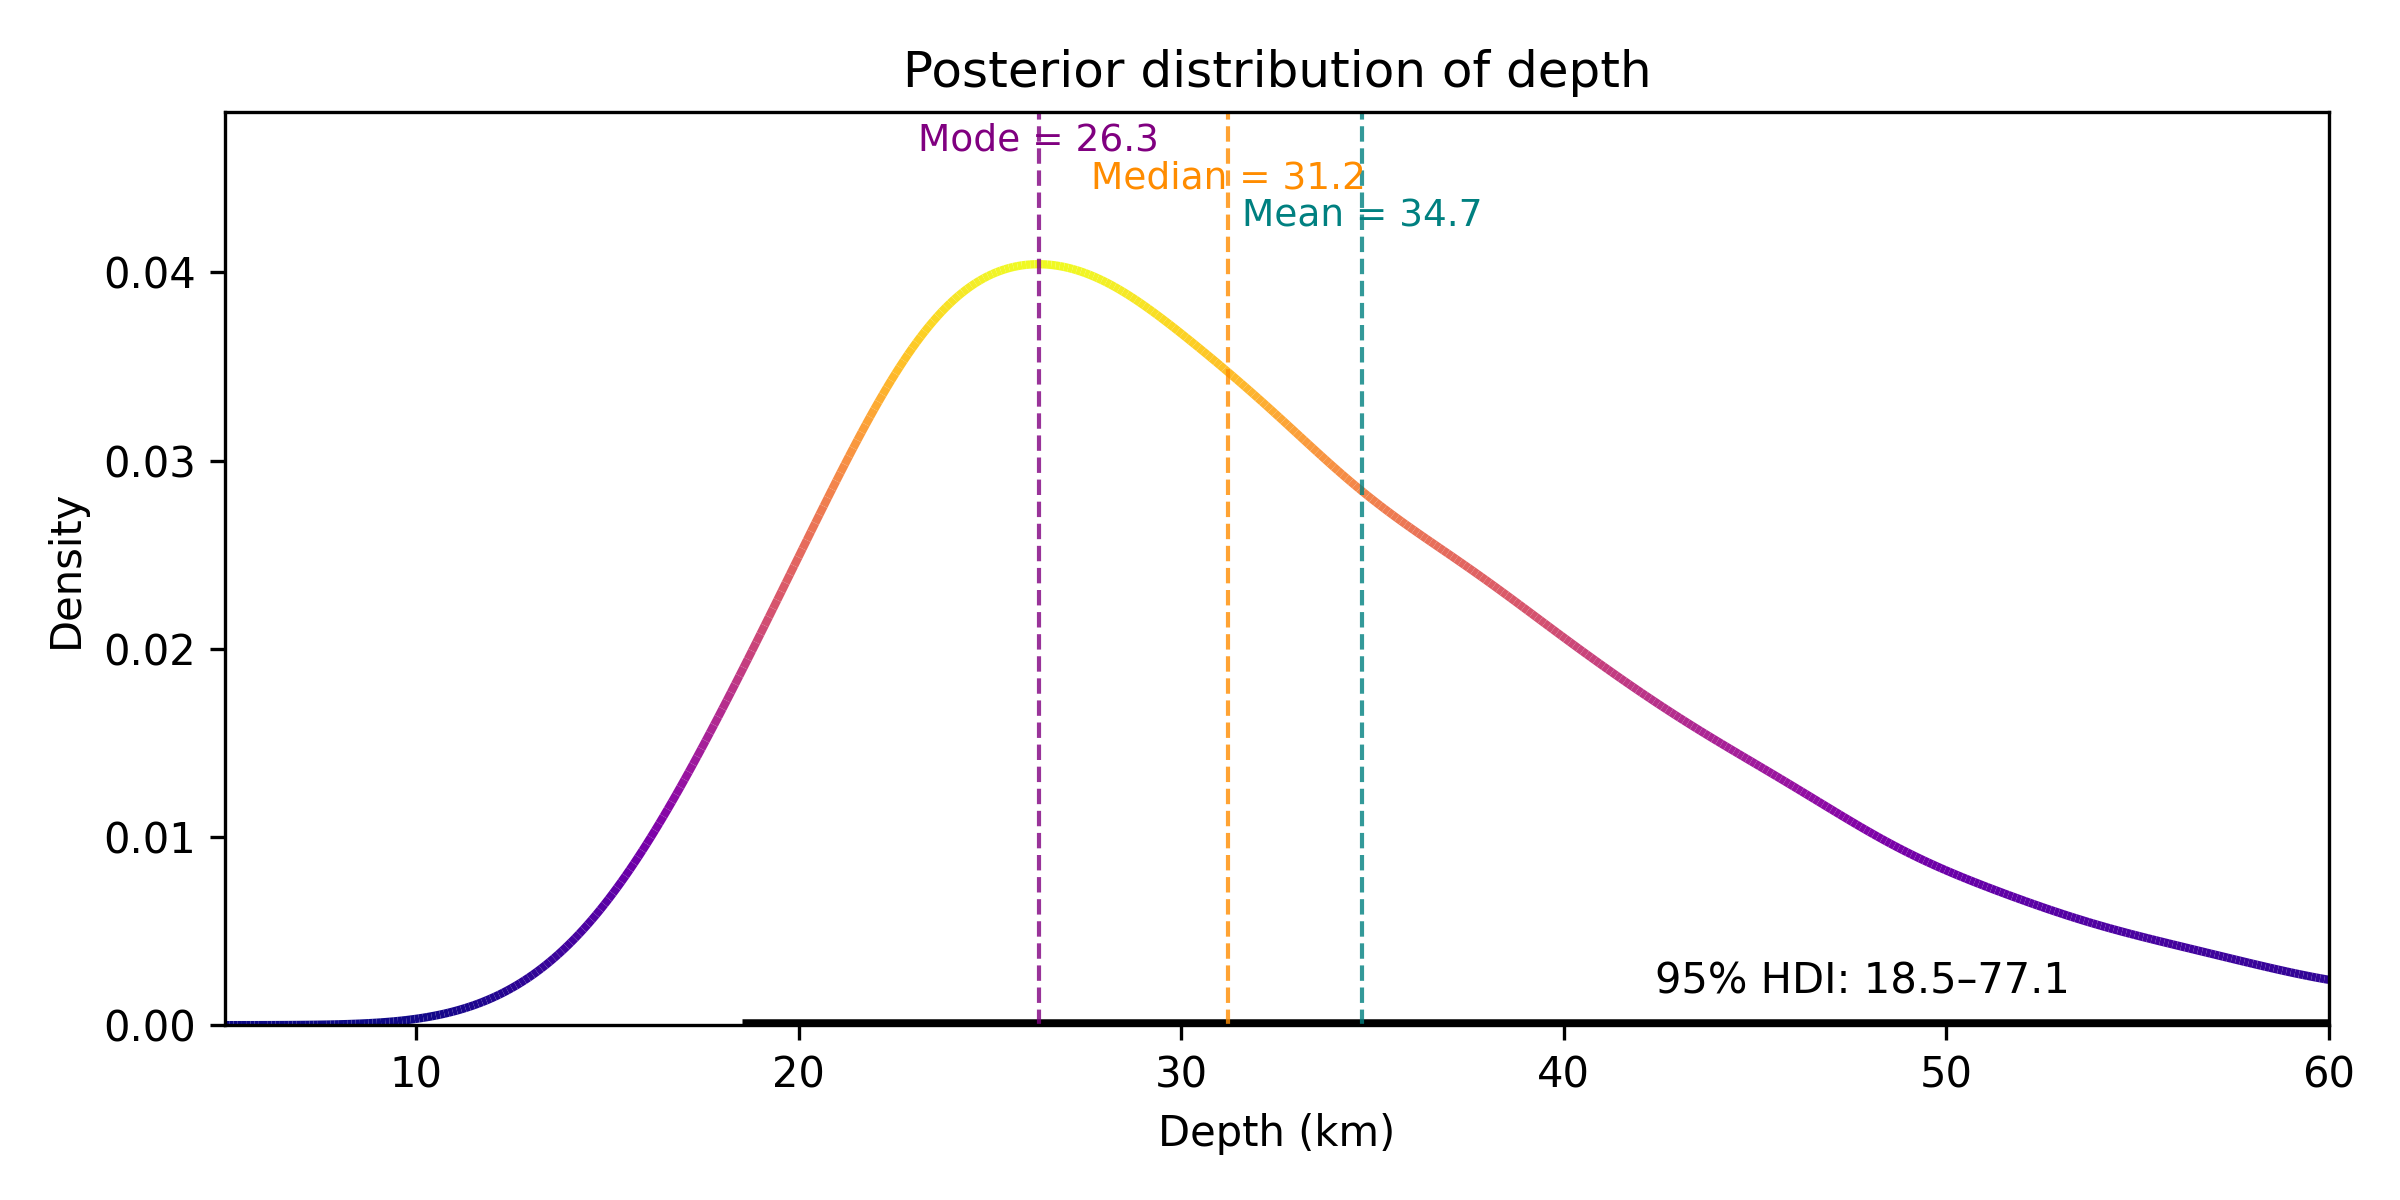 Posterior distribution of depth
Mode = 26.3
Median = 31.2
Mean = 34.7
0.04
0.03
0.02
0.01
0.00
Density
95% HDI: 18.5–77.1
10 20 30 40 50 60
Depth (km)